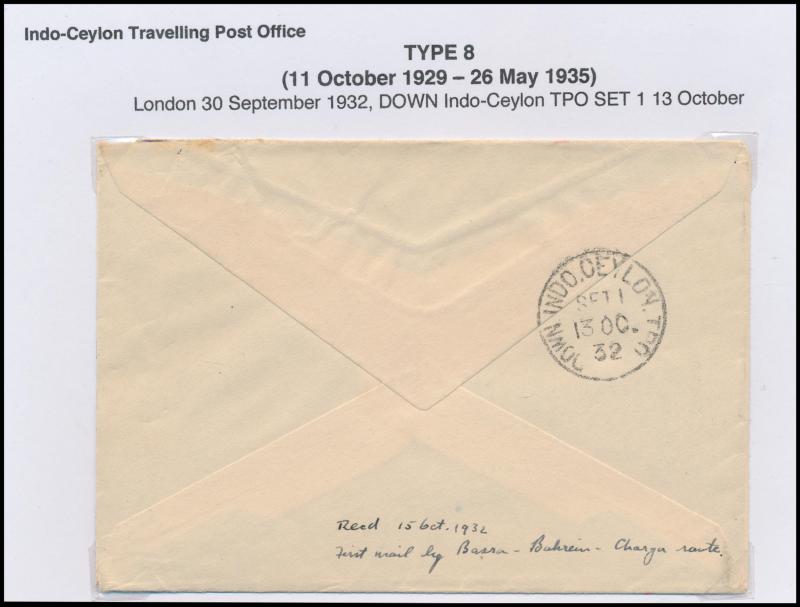 Indo-Ceylon Travelling Post Office
TYPE 8
(11 October 1929 – 26 May 1935)
London 30 September 1932, DOWN Indo-Ceylon TPO SET 1 13 October
DOWN INDO.CEYLON.TPO
SET 1
13 OC.
32
Recd 15 Oct. 1932
First mail by Basra - Bahrein - Charga route.